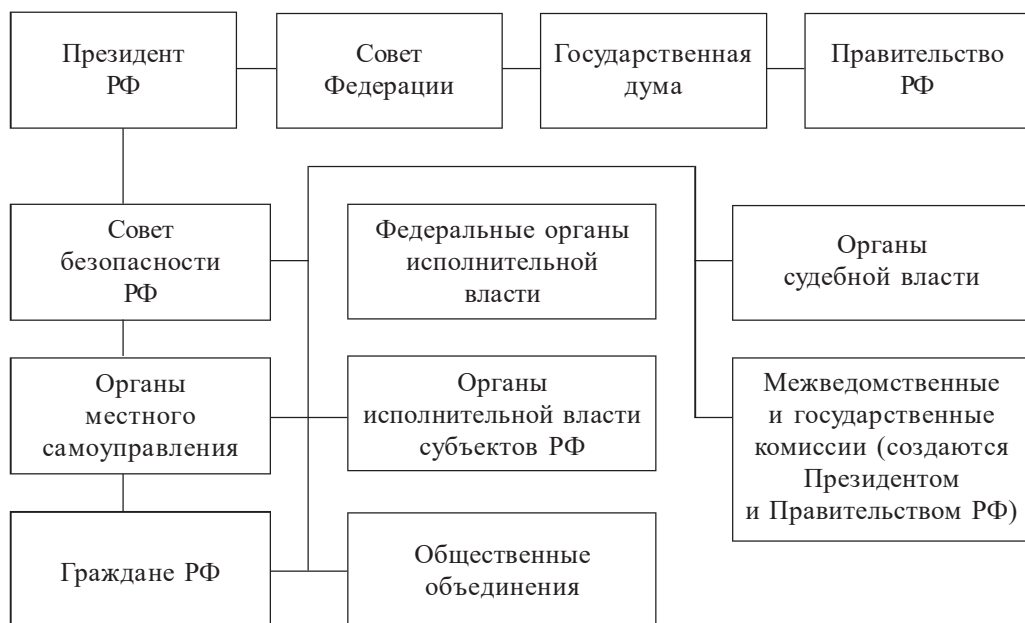 Президент
РФ
Совет
Федерации
Государственная
дума
Правительство
РФ
Совет
безопасности
РФ
Федеральные органы
исполнительной
власти
Органы
судебной власти
Органы
местного
самоуправления
Органы
исполнительной власти
субъектов РФ
Межведомственные
и государственные
комиссии (создаются
Президентом
и Правительством РФ)
Граждане РФ
Общественные
объединения